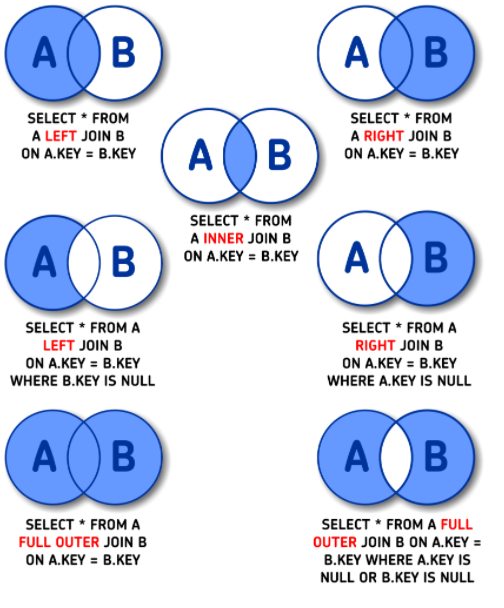 A B
SELECT * FROM
A LEFT JOIN B
ON A.KEY = B.KEY
A B
SELECT * FROM
A RIGHT JOIN B
ON A.KEY = B.KEY
A B
SELECT * FROM
A INNER JOIN B
ON A.KEY = B.KEY
A B
SELECT * FROM A
LEFT JOIN B
ON A.KEY = B.KEY
WHERE B.KEY IS NULL
A B
SELECT * FROM A
RIGHT JOIN B
ON A.KEY = B.KEY
WHERE A.KEY IS NULL
A B
SELECT * FROM A
FULL OUTER JOIN B
ON A.KEY = B.KEY
A B
SELECT * FROM A FULL
OUTER JOIN B ON A.KEY =
B.KEY WHERE A.KEY IS
NULL OR B.KEY IS NULL